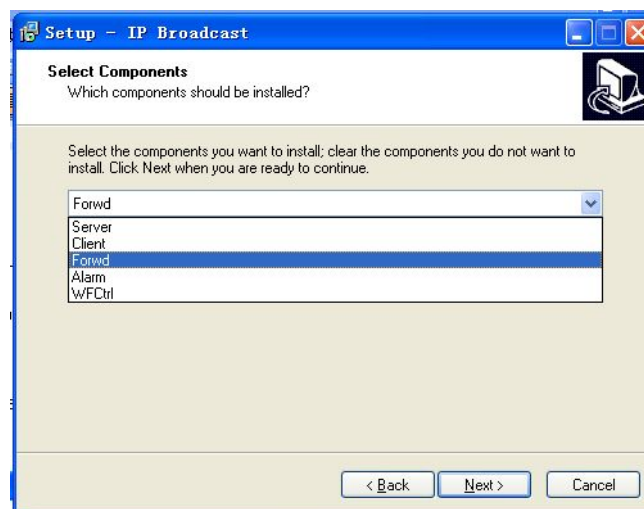 Setup - IP Broadcast
Select Components
Which components should be installed?
Select the components you want to install; clear the components you do not want to
install. Click Next when you are ready to continue.
Forwd
Server
Client
Forwd
Alarm
WFCtrl
< Back
Next >
Cancel